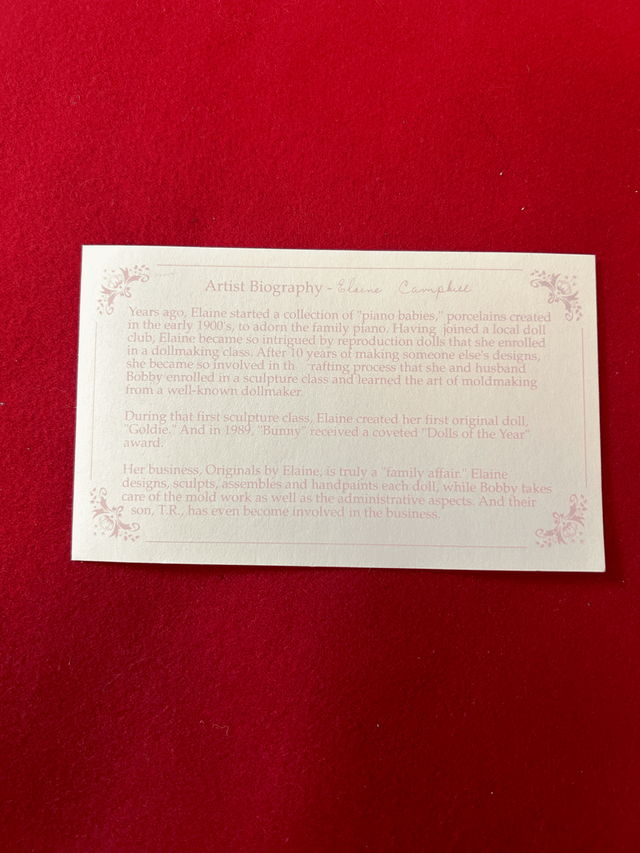 Artist Biography - Elaine Campbell
Years ago, Elaine started a collection of "piano babies," porcelains created
in the early 1900's, to adorn the family piano. Having joined a local doll
club, Elaine became so intrigued by reproduction dolls that she enrolled
in a dollmaking class. After 10 years of making someone else's designs,
she became so involved in th rafting process that she and husband
Bobby enrolled in a sculpture class and learned the art of moldmaking
from a well-known dollmaker.
During that first sculpture class, Elaine created her first original doll,
"Goldie." And in 1989, "Bunny" received a coveted "Dolls of the Year"
award.
Her business, Originals by Elaine, is truly a "family affair." Elaine
designs, sculpts, assembles and handpaints each doll, while Bobby takes
care of the mold work as well as the administrative aspects. And their
son, T.R., has even become involved in the business.